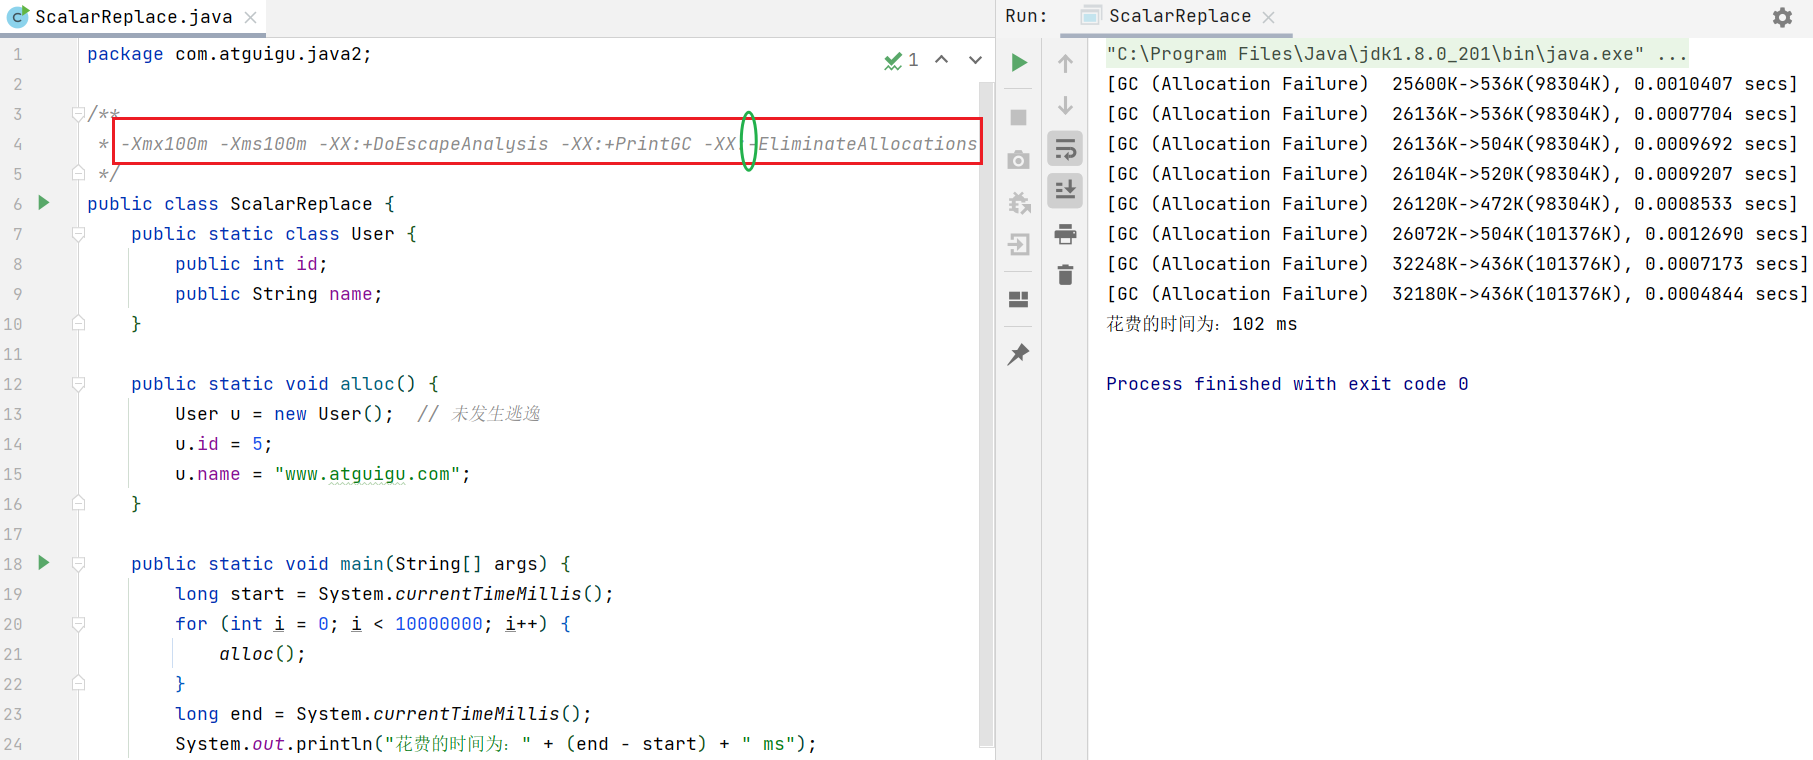 ScalarReplace.java
1 package com.atguigu.java2;
1
2
3 /**
4 * -Xmx100m -Xms100m -XX:+DoEscapeAnalysis -XX:+PrintGC -XX:-EliminateAllocations
5 */
6 public class ScalarReplace {
7 public static class User {
8 public int id;
9 public String name;
10 }
11
12 public static void alloc() {
13 User u = new User(); // 未发生逃逸
14 u.id = 5;
15 u.name = "www.atguigu.com";
16 }
17
18 public static void main(String[] args) {
19 long start = System.currentTimeMillis();
20 for (int i = 0; i < 10000000; i++) {
21 alloc();
22 }
23 long end = System.currentTimeMillis();
24 System.out.println("花费的时间为：" + (end - start) + " ms");
Run: ScalarReplace
"C:\Program Files\Java\jdk1.8.0_201\bin\java.exe" ...
[GC (Allocation Failure) 25600K->536K(98304K), 0.0010407 secs]
[GC (Allocation Failure) 26136K->536K(98304K), 0.0007704 secs]
[GC (Allocation Failure) 26136K->504K(98304K), 0.0009692 secs]
[GC (Allocation Failure) 26104K->520K(98304K), 0.0009207 secs]
[GC (Allocation Failure) 26120K->472K(98304K), 0.0008533 secs]
[GC (Allocation Failure) 26072K->504K(101376K), 0.0012690 secs]
[GC (Allocation Failure) 32248K->436K(101376K), 0.0007173 secs]
[GC (Allocation Failure) 32180K->436K(101376K), 0.0004844 secs]
花费的时间为：102 ms
Process finished with exit code 0